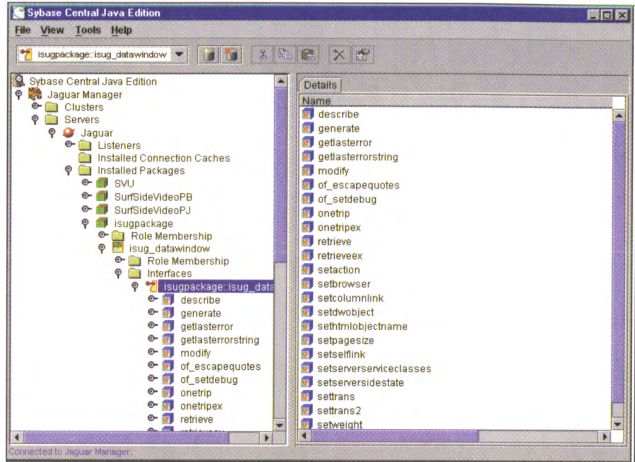 Sybase Central Java Edition
File View Tools Help
isugpackage::isug_datawindow
Sybase Central Java Edition
Jaguar Manager
Clusters
Servers
Jaguar
Listeners
Installed Connection Caches
Installed Packages
SVU
SurfSideVideoPB
SurfSideVideoPJ
isugpackage
Role Membership
isug_datawindow
Role Membership
Interfaces
isugpackage::isug_data
describe
generate
getlasterror
getlasterrorstring
modify
of_escapequotes
of_setdebug
onetrip
onetripex
retrieve
Details
Name
describe
generate
getlasterror
getlasterrorstring
modify
of_escapequotes
of_setdebug
onetrip
onetripex
retrieve
retrieveex
setaction
setbrowser
setcolumnlink
setdwobject
sethtmlobjectname
setpagesize
setselflink
setserverserviceclasses
setserversidestate
settrans
settrans2
setweight
Connected to Jaguar Manager.